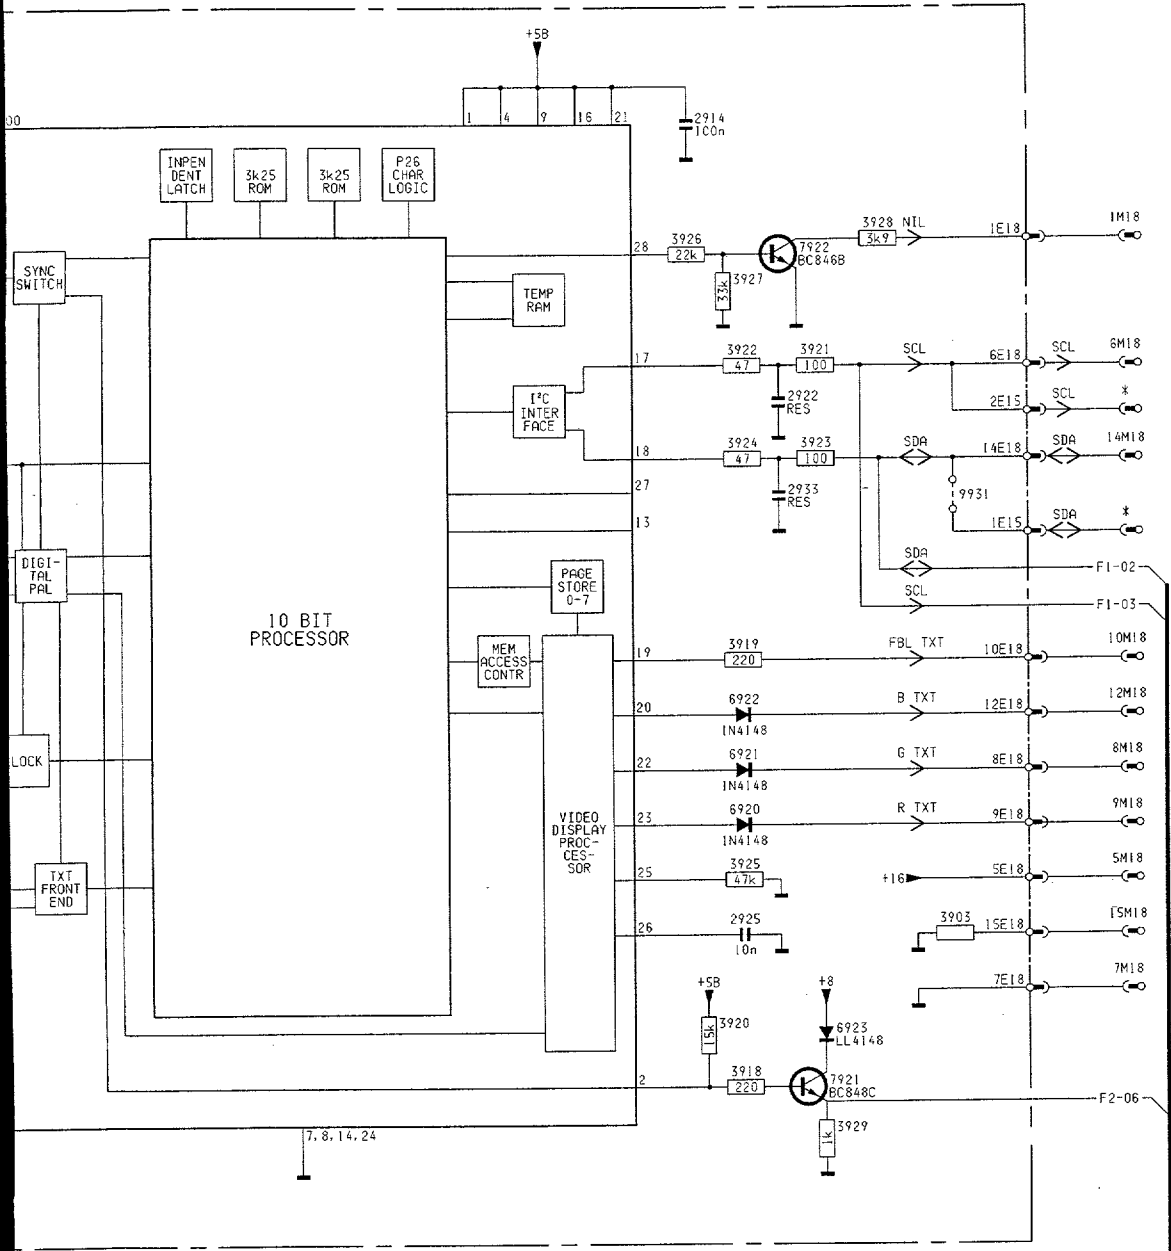 +5B
00
1 4 9 16 21
2914
100n
INPEN
DENT
LATCH
3k25
ROM
3k25
ROM
P26
CHAR
LOGIC
28
3926
22k
3927
33k
7922
BC846B
3928
3k9
NIL
1E18
1M18
SYNC
SWITCH
TEMP
RAM
17
3922
47
3921
100
SCL
6E18
SCL
6M18
2922
RES
2E15
SCL
*
I²C
INTER
FACE
18
3924
47
3923
100
SDA
14E18
SDA
14M18
2933
RES
9931
27
13
1E15
SDA
*
DIGI-
TAL
PAL
PAGE
STORE
0-7
SDA
F1-02
SCL
F1-03
10 BIT
PROCESSOR
MEM
ACCESS
CONTR
19
3919
220
FBL TXT
10E18
10M18
20
6922
1N4148
B TXT
12E18
12M18
LOCK
22
6921
1N4148
G TXT
8E18
8M18
23
6920
1N4148
R TXT
9E18
9M18
VIDEO
DISPLAY
PROC-
CES-
SOR
TXT
FRONT
END
25
3925
47k
+16
5E18
5M18
26
2925
10n
3903
15E18
15M18
7E18
7M18
+5B
3920
15k
+8
6923
LL4148
2
3918
220
7921
BC848C
F2-06
3929
1k
7,8,14,24